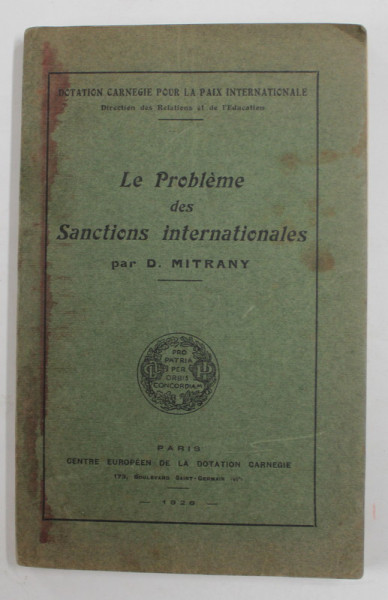 DOTATION CARNEGIE POUR LA PAIX INTERNATIONALE
Direction des Relations et de l'Education
Le Problème
des
Sanctions internationales
par D. MITRANY
PRO
PATRIA
PER
ORBIS
CONCORDIAM
PARIS
CENTRE EUROPÉEN DE LA DOTATION CARNEGIE
173, BOULEVARD SAINT-GERMAIN
— 1926 —